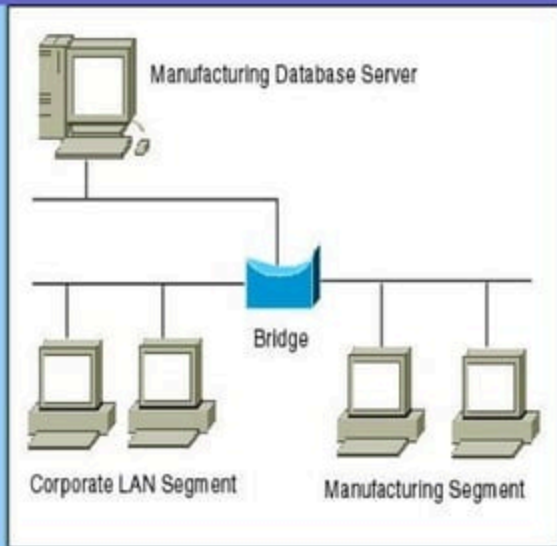 Manufacturing Database Server
Bridge
Corporate LAN Segment
Manufacturing Segment